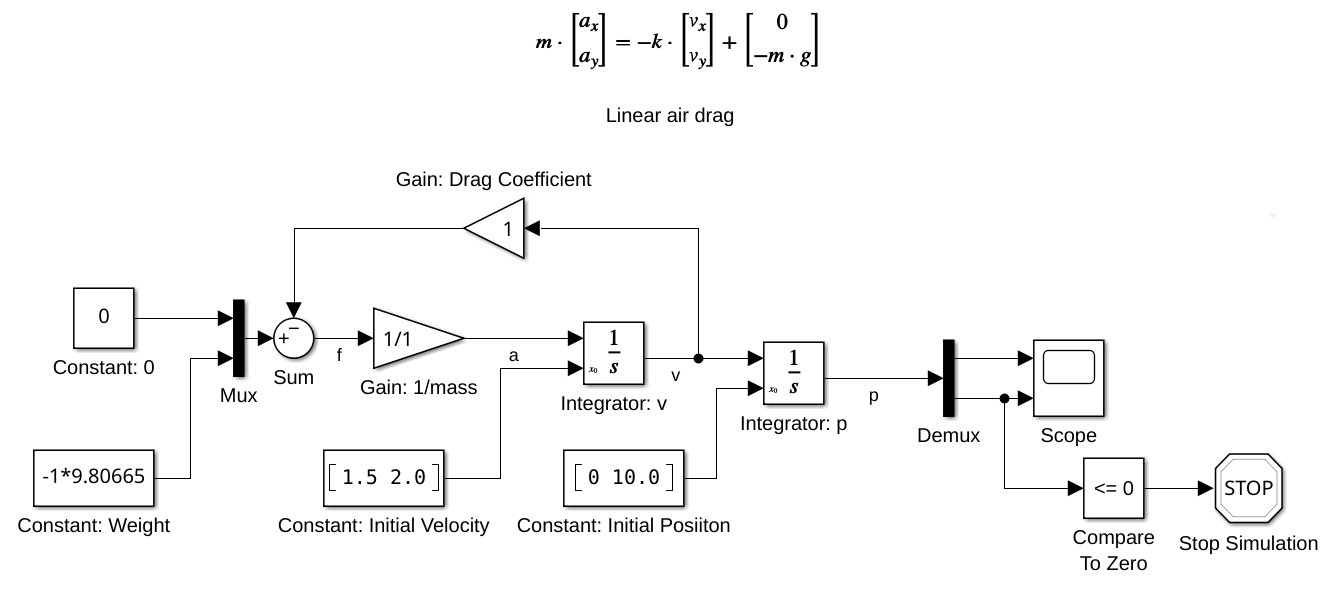 m · [a_x a_y] = −k · [v_x v_y] + [0 −m · g]
Linear air drag
Gain: Drag Coefficient
1
0
Constant: 0
Mux
+
−
Sum
f
1/1
Gain: 1/mass
a
1
s
x₀
Integrator: v
v
1
s
x₀
Integrator: p
p
Demux
Scope
-1*9.80665
Constant: Weight
[ 1.5 2.0 ]
Constant: Initial Velocity
[ 0 10.0 ]
Constant: Initial Posiiton
<= 0
Compare
To Zero
STOP
Stop Simulation